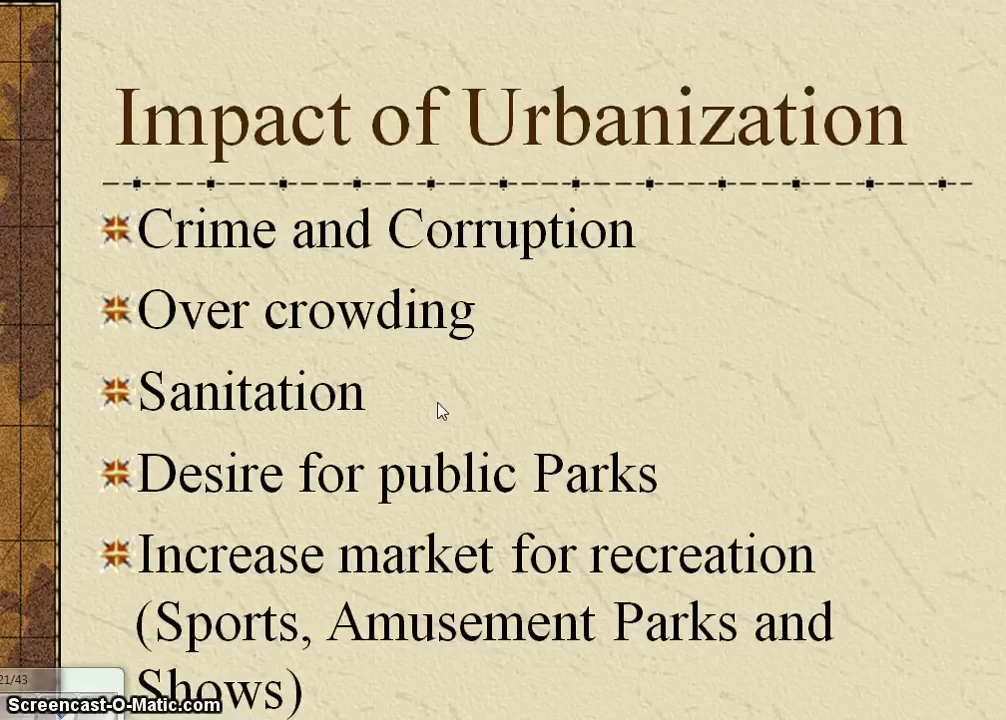 Impact of Urbanization
Crime and Corruption
Over crowding
Sanitation
Desire for public Parks
Increase market for recreation
(Sports, Amusement Parks and
Shows)
21/43
Screencast-O-Matic.com